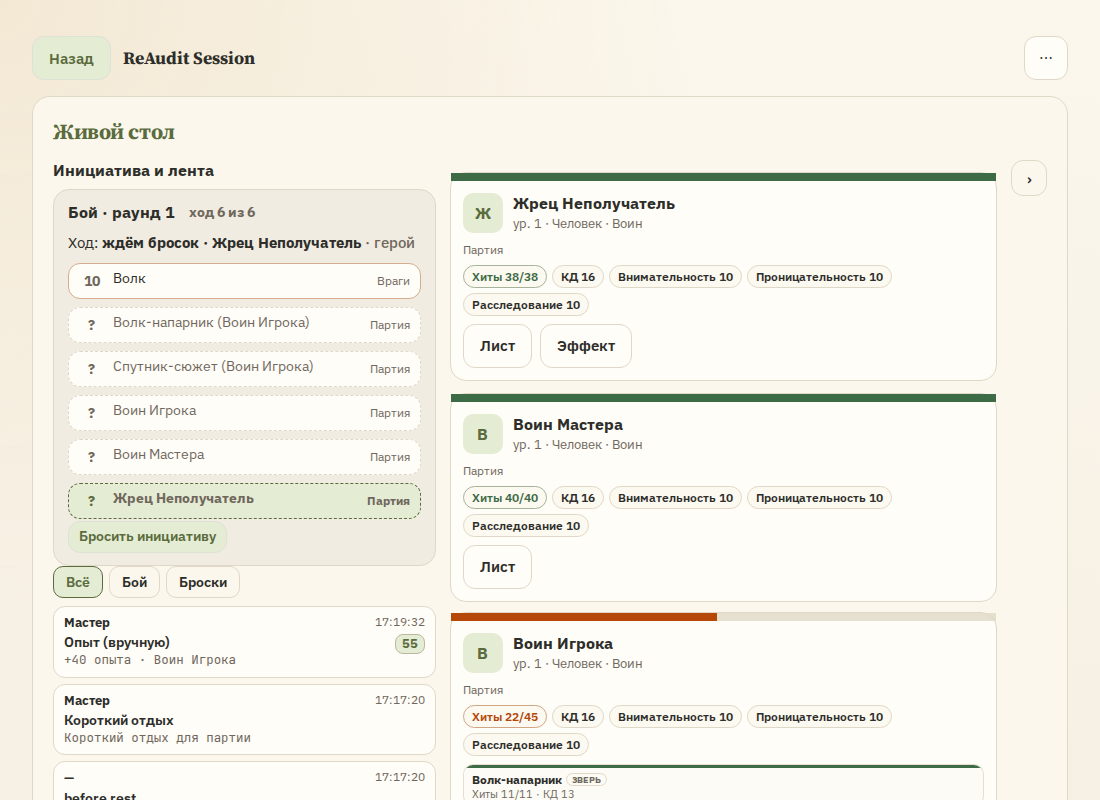 Назад
ReAudit Session
...
Живой стол
Инициатива и лента
Бой · раунд 1 ход 6 из 6
Ход: ждём бросок · Жрец Неполучатель · герой
10 Волк Враги
? Волк-напарник (Воин Игрока) Партия
? Спутник-сюжет (Воин Игрока) Партия
? Воин Игрока Партия
? Воин Мастера Партия
? Жрец Неполучатель Партия
Бросить инициативу
Всё Бой Броски
Мастер 17:19:32
Опыт (вручную) 55
+40 опыта · Воин Игрока
Мастер 17:17:20
Короткий отдых
Короткий отдых для партии
— 17:17:20
before rest
Ж
Жрец Неполучатель
ур. 1 · Человек · Воин
Партия
Хиты 38/38 КД 16 Внимательность 10 Проницательность 10
Расследование 10
Лист Эффект
В
Воин Мастера
ур. 1 · Человек · Воин
Партия
Хиты 40/40 КД 16 Внимательность 10 Проницательность 10
Расследование 10
Лист
В
Воин Игрока
ур. 1 · Человек · Воин
Партия
Хиты 22/45 КД 16 Внимательность 10 Проницательность 10
Расследование 10
Волк-напарник ЗВЕРЬ
Хиты 11/11 · КД 13
›